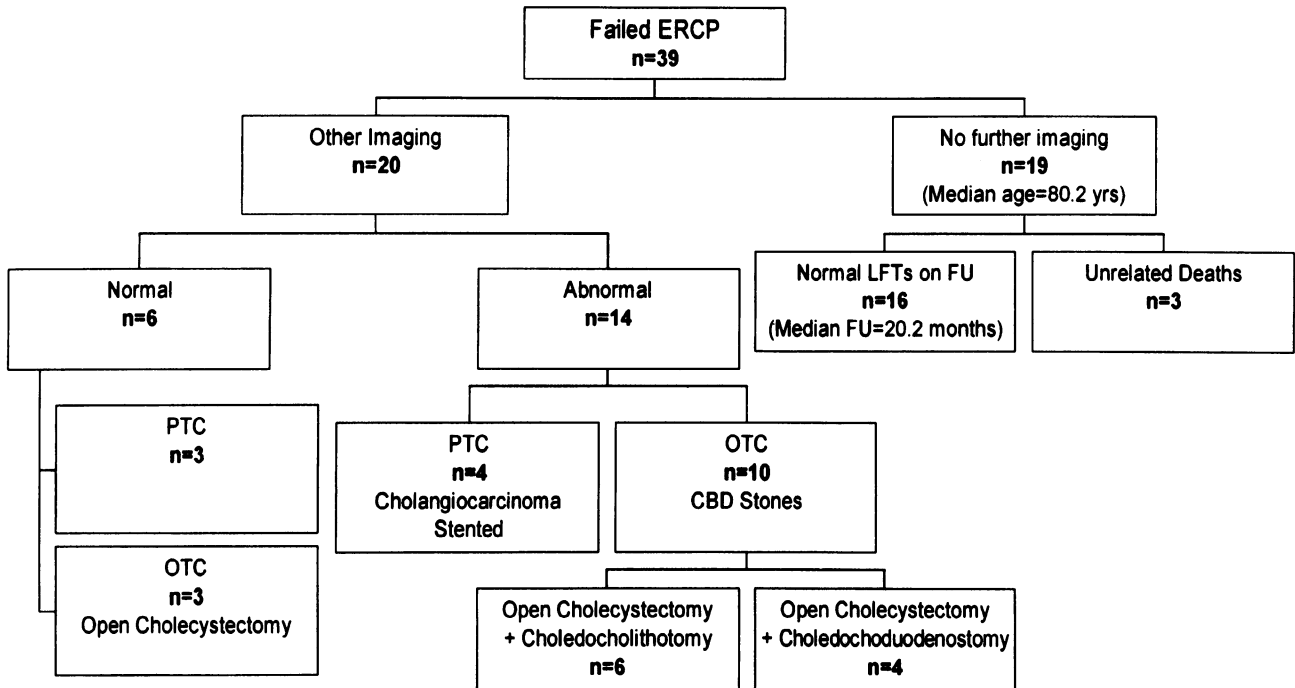 Failed ERCP
n=39
Other Imaging
n=20
No further imaging
n=19
(Median age=80.2 yrs)
Normal
n=6
Abnormal
n=14
Normal LFTs on FU
n=16
(Median FU=20.2 months)
Unrelated Deaths
n=3
PTC
n=3
OTC
n=3
Open Cholecystectomy
PTC
n=4
Cholangiocarcinoma
Stented
OTC
n=10
CBD Stones
Open Cholecystectomy
+ Choledocholithotomy
n=6
Open Cholecystectomy
+ Choledochoduodenostomy
n=4